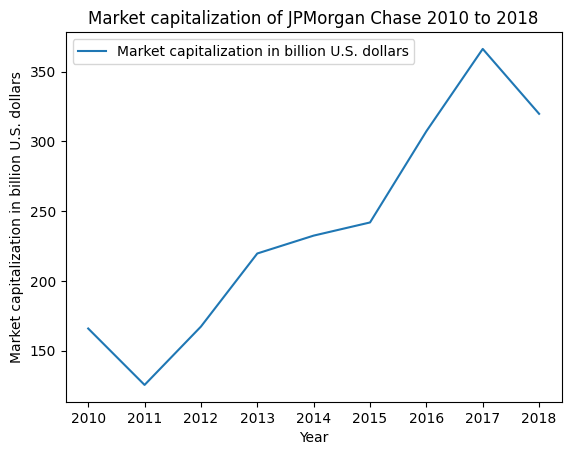 Market capitalization of JPMorgan Chase 2010 to 2018
Market capitalization in billion U.S. dollars
Market capitalization in billion U.S. dollars
350
300
250
200
150
2010 2011 2012 2013 2014 2015 2016 2017 2018
Year